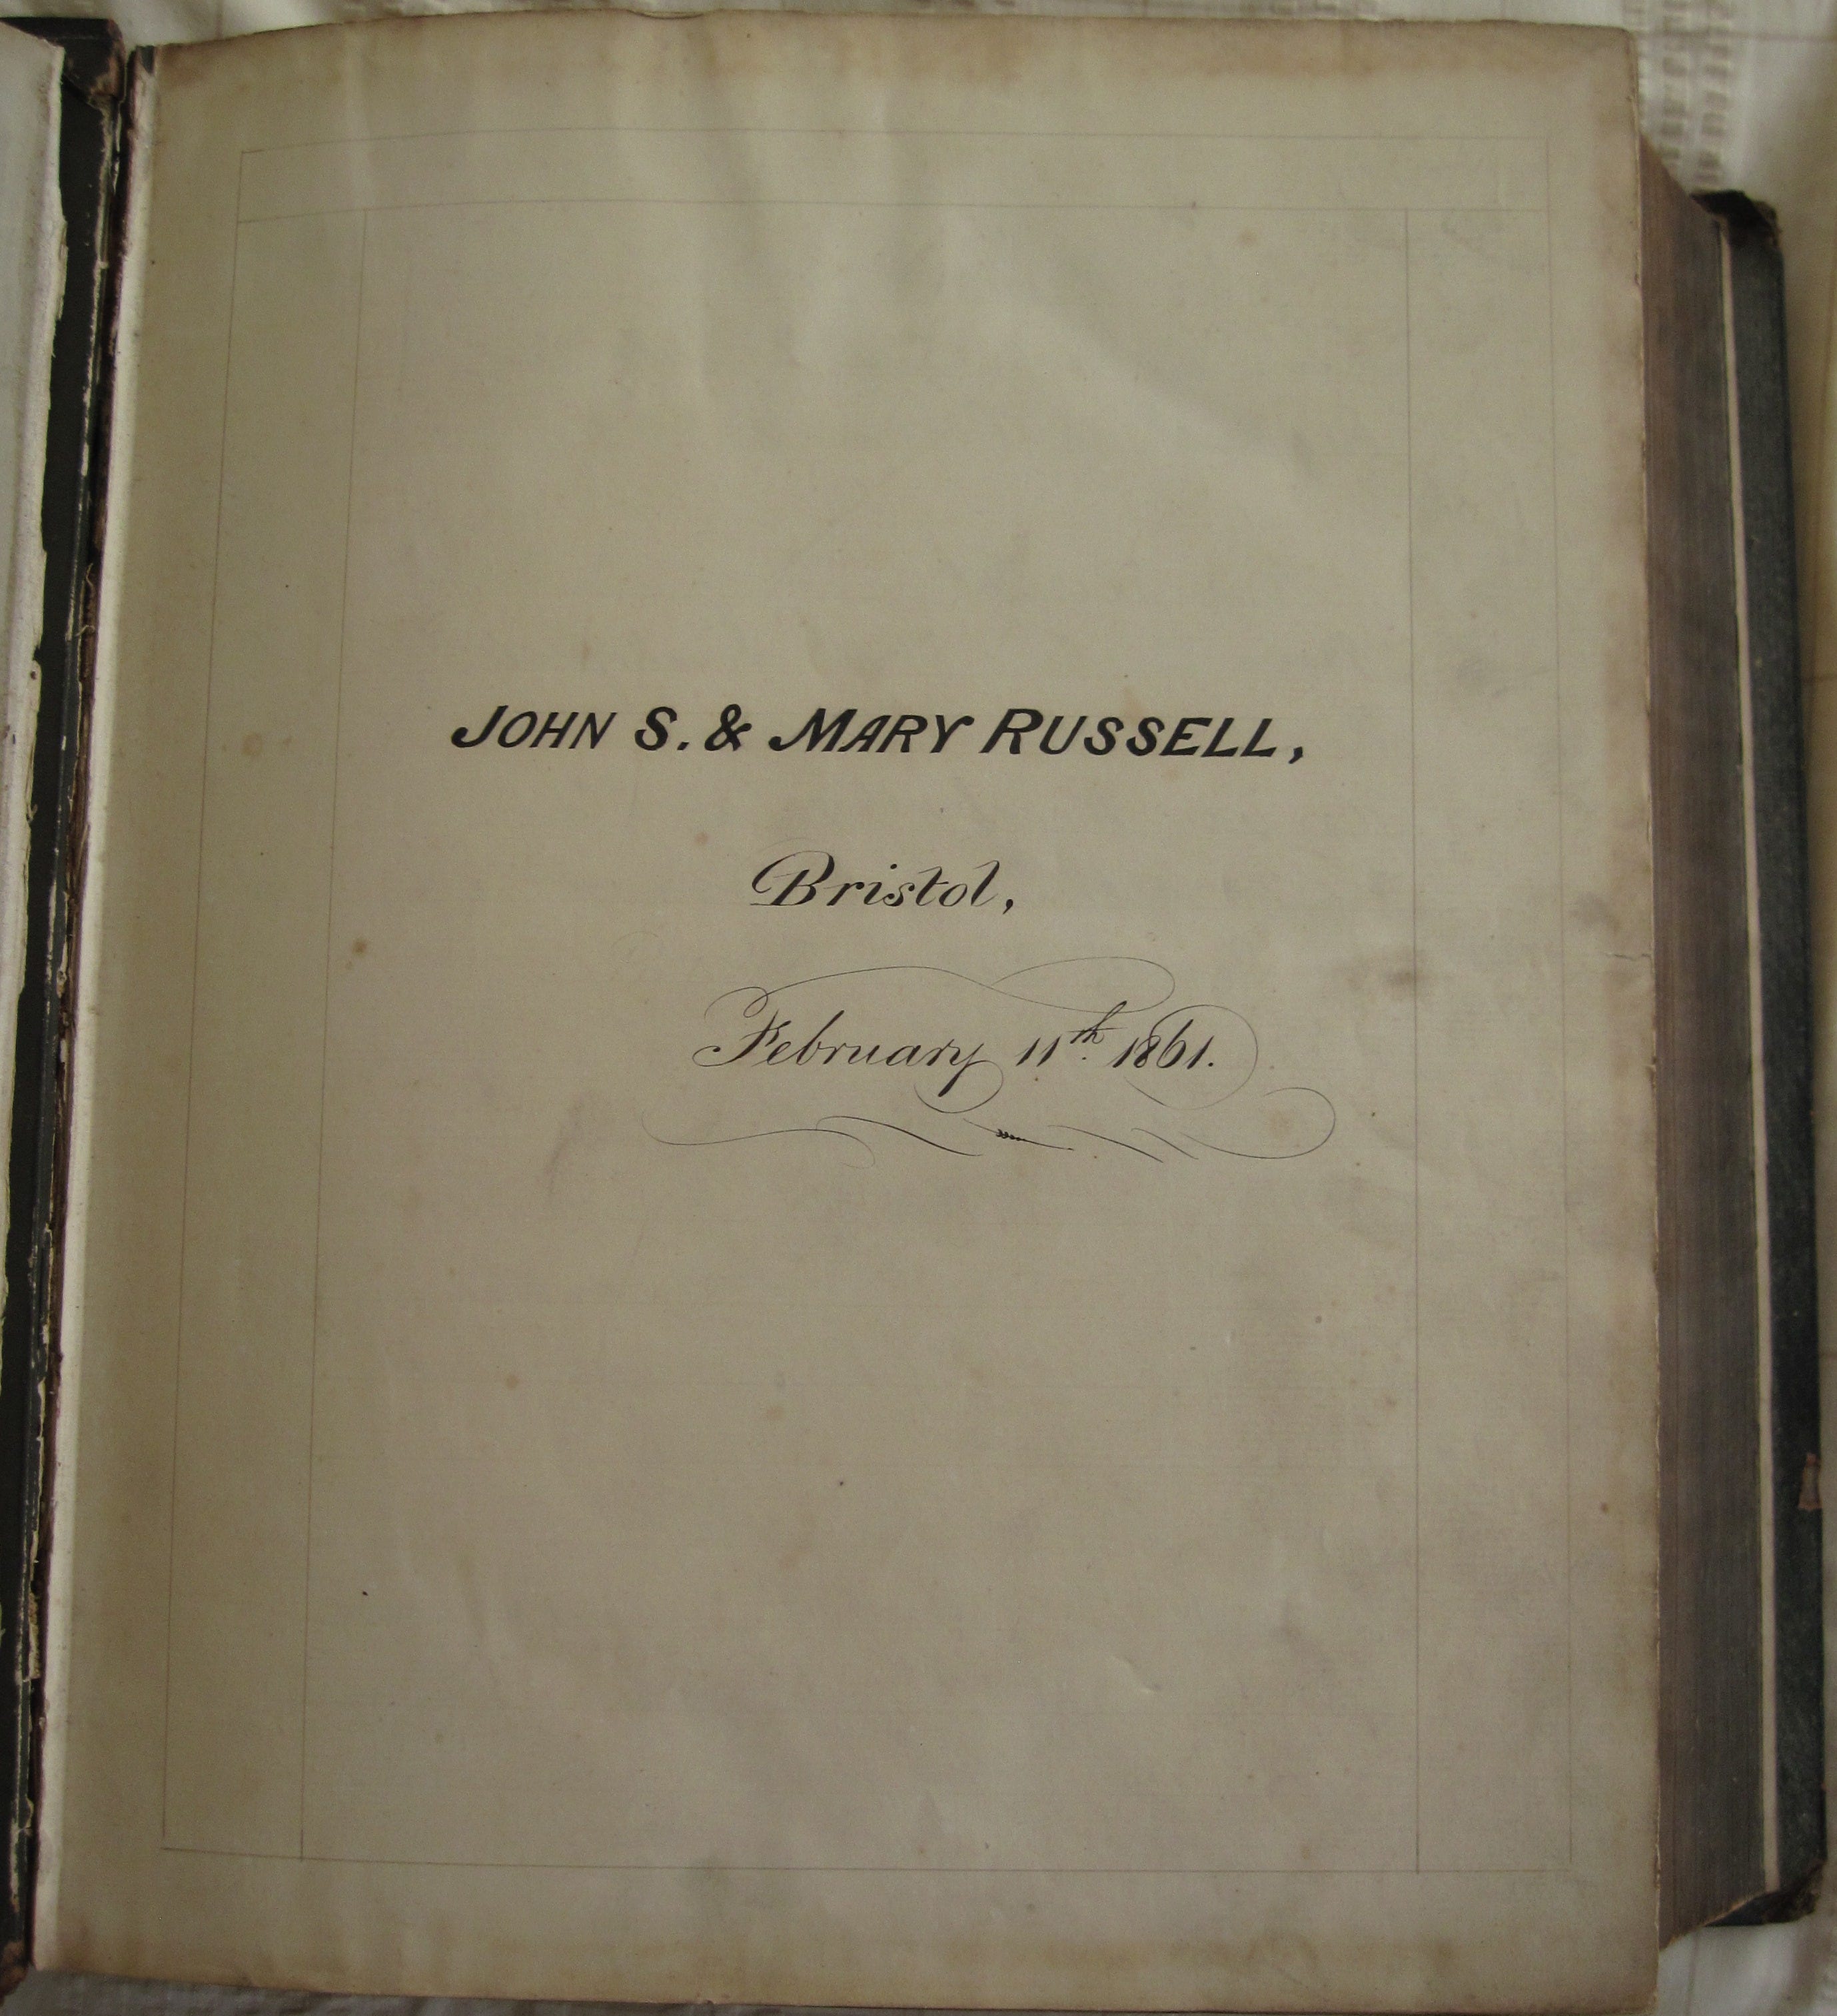 JOHN S. & MARY RUSSELL,
Bristol,
February 11th. 1861.